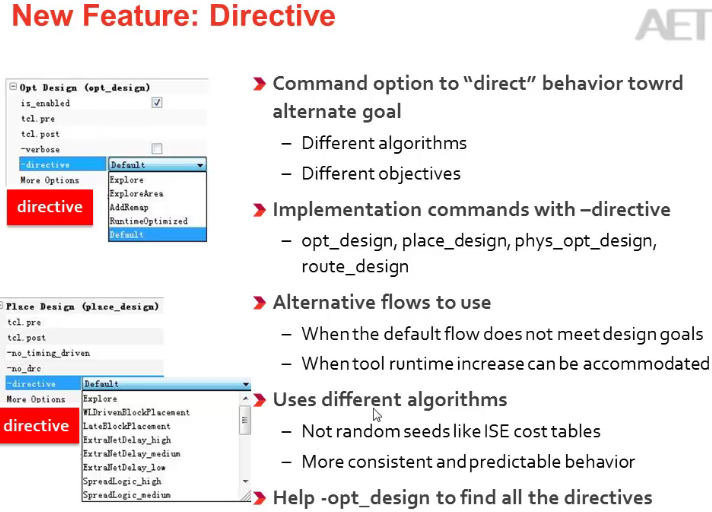 New Feature: Directive
AET
Opt Design (opt_design)
is_enabled
tcl.pre
tcl.post
-verbose
-directive Default
More Options Explore
ExploreArea
AddRemap
RuntimeOptimized
Default
directive
Place Design (place_design)
tcl.pre
tcl.post
-no_timing_driven
-no_drc
-directive Default
More Options Explore
WLDrivenBlockPlacement
LateBlockPlacement
ExtraNetDelay_high
ExtraNetDelay_medium
ExtraNetDelay_low
SpreadLogic_high
SpreadLogic_medium
directive
Command option to “direct” behavior towrd
alternate goal
– Different algorithms
– Different objectives
Implementation commands with –directive
– opt_design, place_design, phys_opt_design,
route_design
Alternative flows to use
– When the default flow does not meet design goals
– When tool runtime increase can be accommodated
Uses different algorithms
– Not random seeds like ISE cost tables
– More consistent and predictable behavior
Help -opt_design to find all the directives